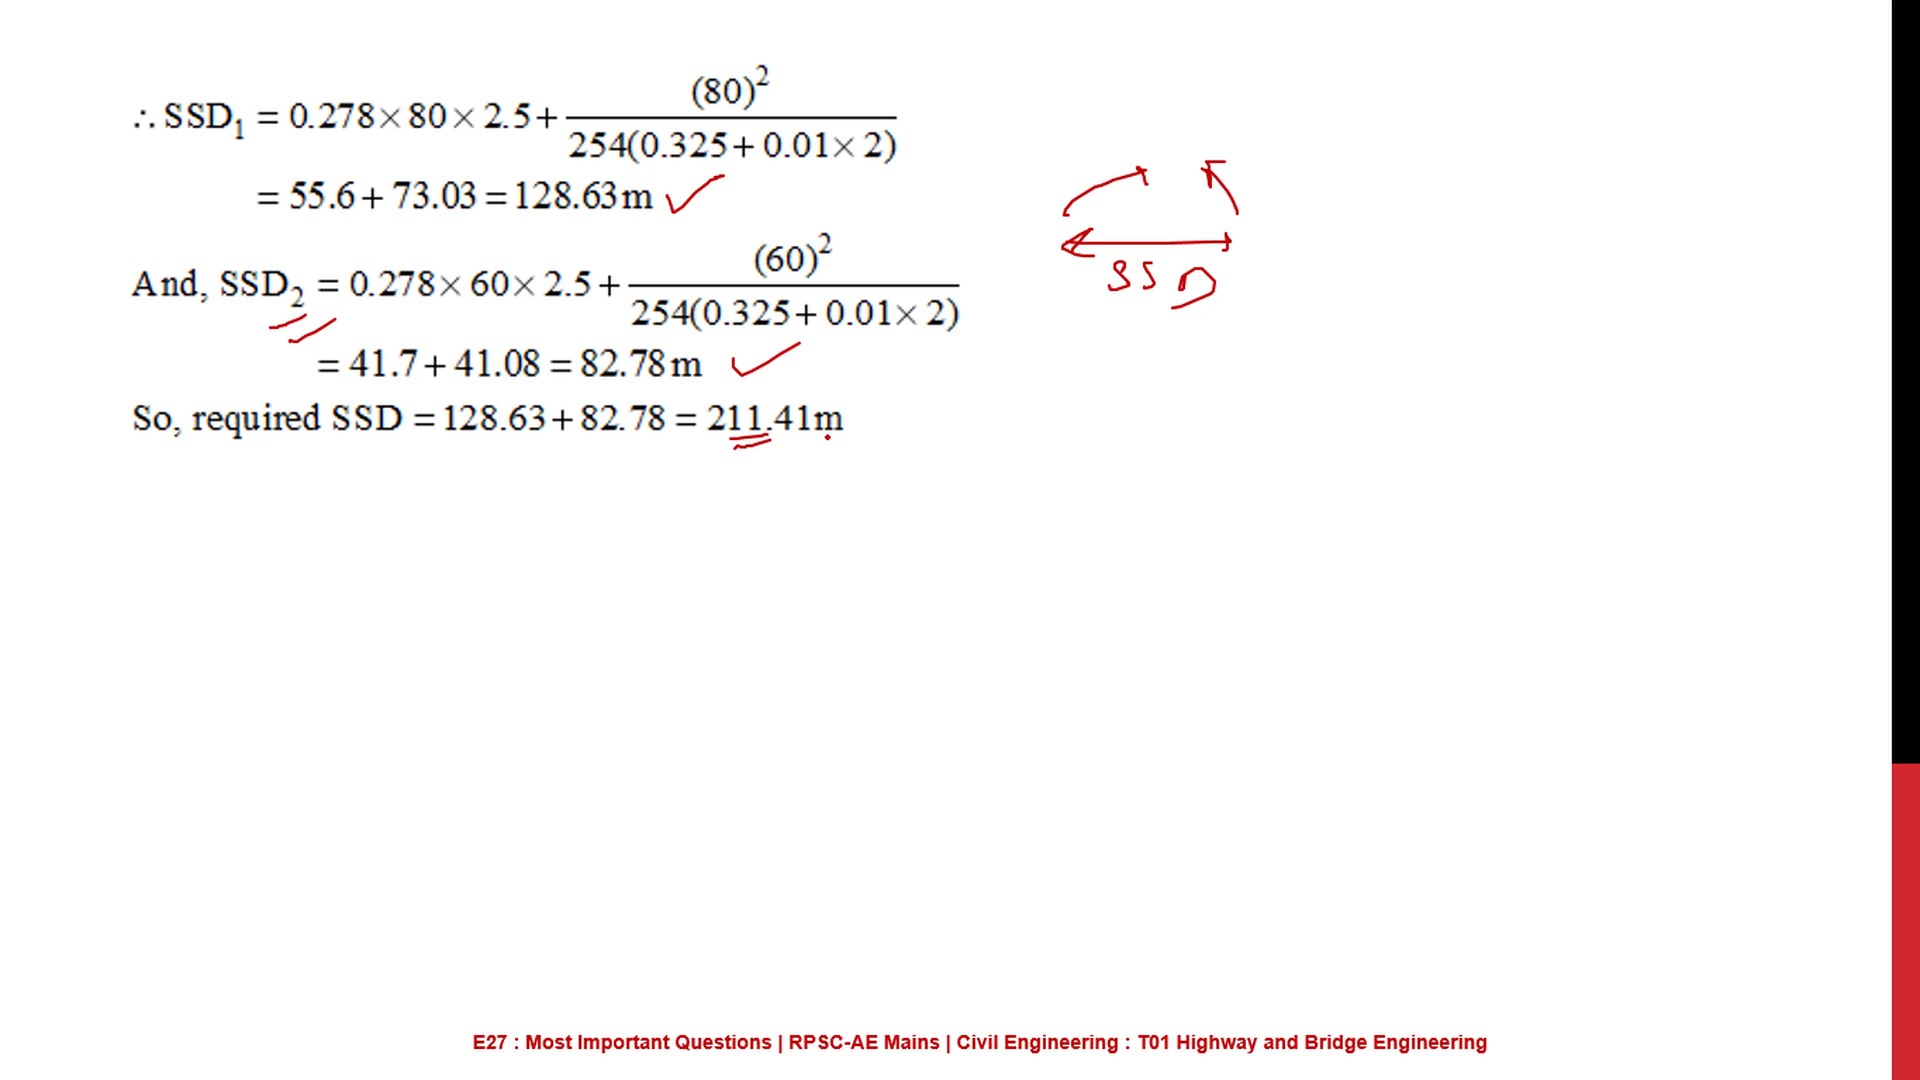 ∴ SSD₁ = 0.278×80×2.5+ (80)² / 254(0.325+0.01×2)
= 55.6+73.03 = 128.63 m
And, SSD₂ = 0.278×60×2.5+ (60)² / 254(0.325+0.01×2)
= 41.7+41.08 = 82.78 m
So, required SSD = 128.63+82.78 = 211.41m
SSD
E27 : Most Important Questions | RPSC-AE Mains | Civil Engineering : T01 Highway and Bridge Engineering